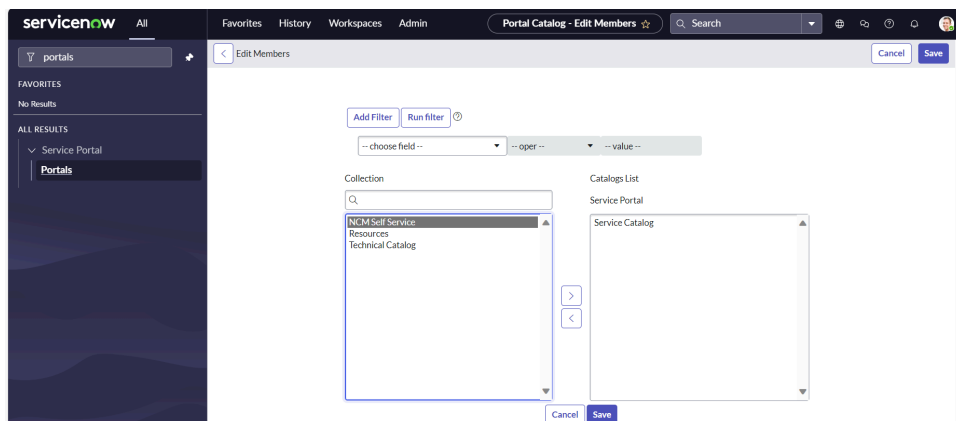 servicenow All Favorites History Workspaces Admin Portal Catalog - Edit Members Search
portals
Edit Members Cancel Save
FAVORITES
No Results
ALL RESULTS
Service Portal
Portals
Add Filter Run filter
-- choose field -- -- oper -- -- value --
Collection Catalogs List
Service Portal
NCM Self Service Service Catalog
Resources
Technical Catalog
Cancel Save